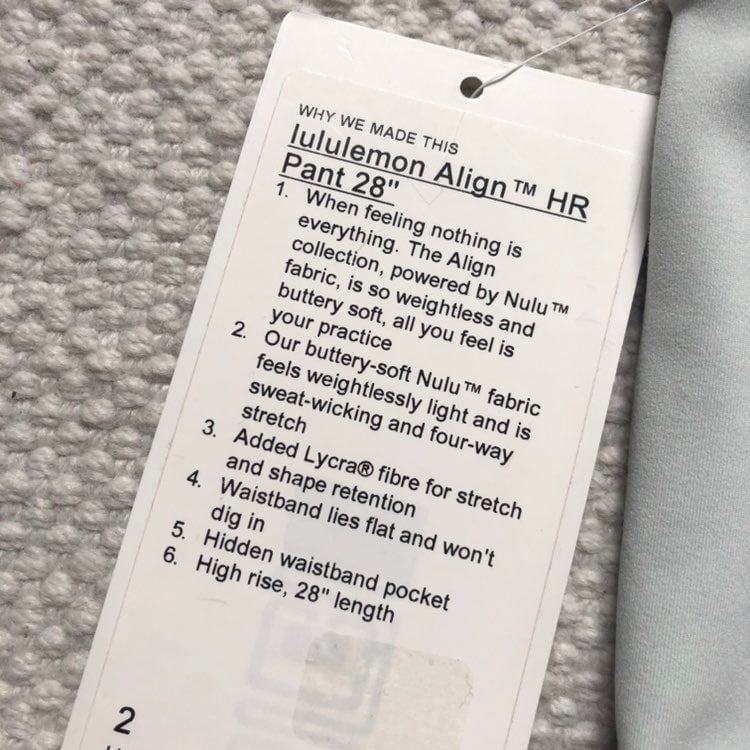 WHY WE MADE THIS
lululemon Align™ HR
Pant 28"
1. When feeling nothing is
everything. The Align
collection, powered by Nulu™
fabric, is so weightless and
buttery soft, all you feel is
your practice
2. Our buttery-soft Nulu™ fabric
feels weightlessly light and is
sweat-wicking and four-way
stretch
3. Added Lycra® fibre for stretch
and shape retention
4. Waistband lies flat and won't
dig in
5. Hidden waistband pocket
6. High rise, 28" length
2